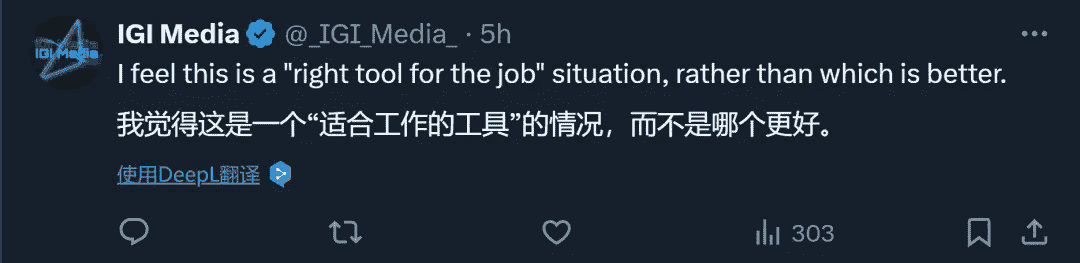 IGI Media @_IGI_Media_ · 5h
I feel this is a "right tool for the job" situation, rather than which is better.
我觉得这是一个“适合工作的工具”的情况，而不是哪个更好。
使用DeepL翻译
303
IGI Media